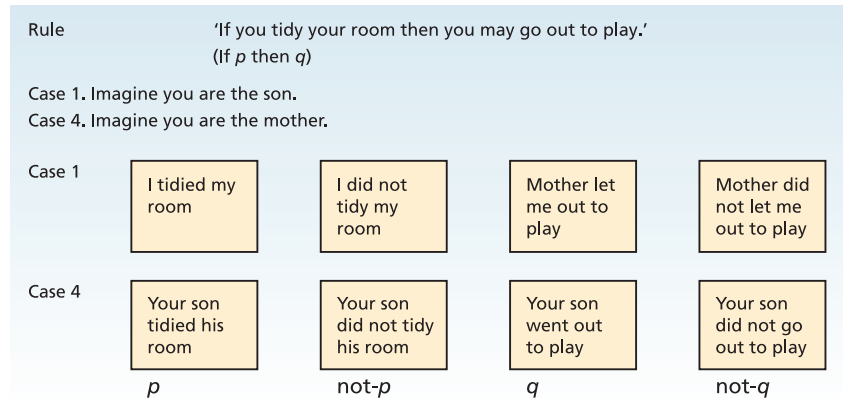 Rule 'If you tidy your room then you may go out to play.'
(If p then q)
Case 1. Imagine you are the son.
Case 4. Imagine you are the mother.
Case 1
I tidied my
room
I did not
tidy my
room
Mother let
me out to
play
Mother did
not let me
out to play
Case 4
Your son
tidied his
room
Your son
did not tidy
his room
Your son
went out
to play
Your son
did not go
out to play
p not-p q not-q